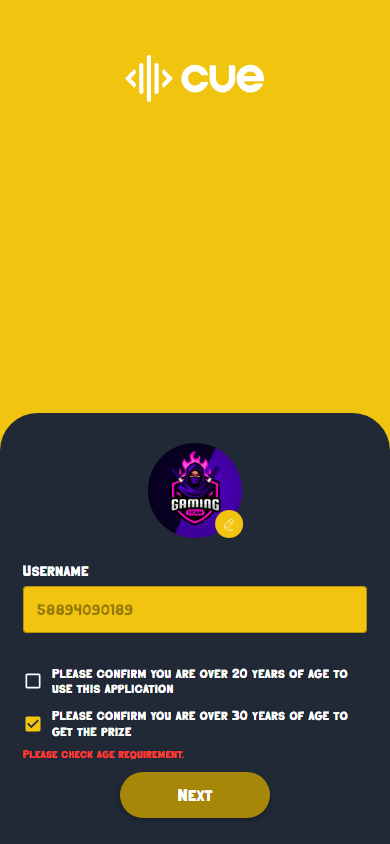 cue
GAMING
TEAM
Username
58894090189
Please confirm you are over 20 years of age to
use this application
Please confirm you are over 30 years of age to
get the prize
Please check age requirement.
Next